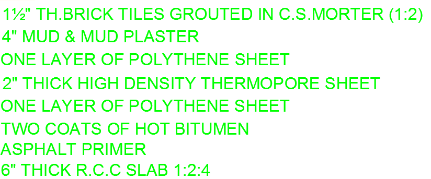 1½" TH.BRICK TILES GROUTED IN C.S.MORTER (1:2)
4" MUD & MUD PLASTER
ONE LAYER OF POLYTHENE SHEET
2" THICK HIGH DENSITY THERMOPORE SHEET
ONE LAYER OF POLYTHENE SHEET
TWO COATS OF HOT BITUMEN
ASPHALT PRIMER
6" THICK R.C.C SLAB 1:2:4